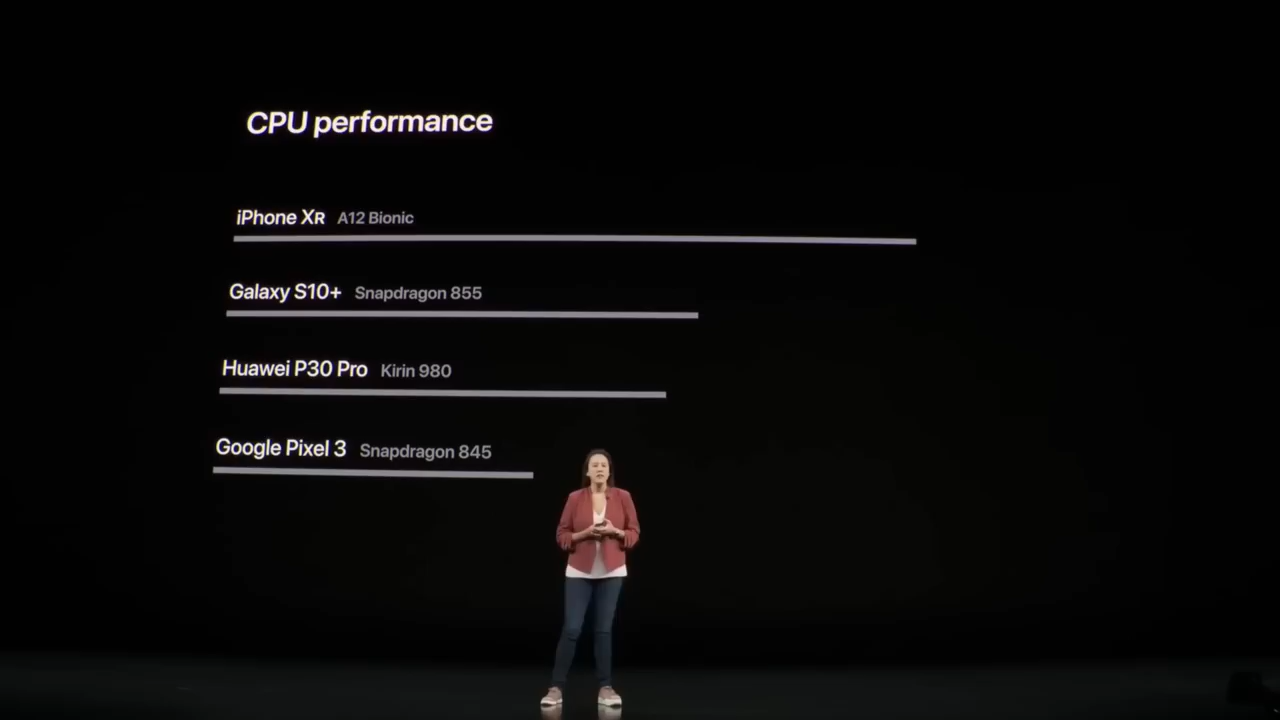 CPU performance
iPhone XR A12 Bionic
Galaxy S10+ Snapdragon 855
Huawei P30 Pro Kirin 980
Google Pixel 3 Snapdragon 845